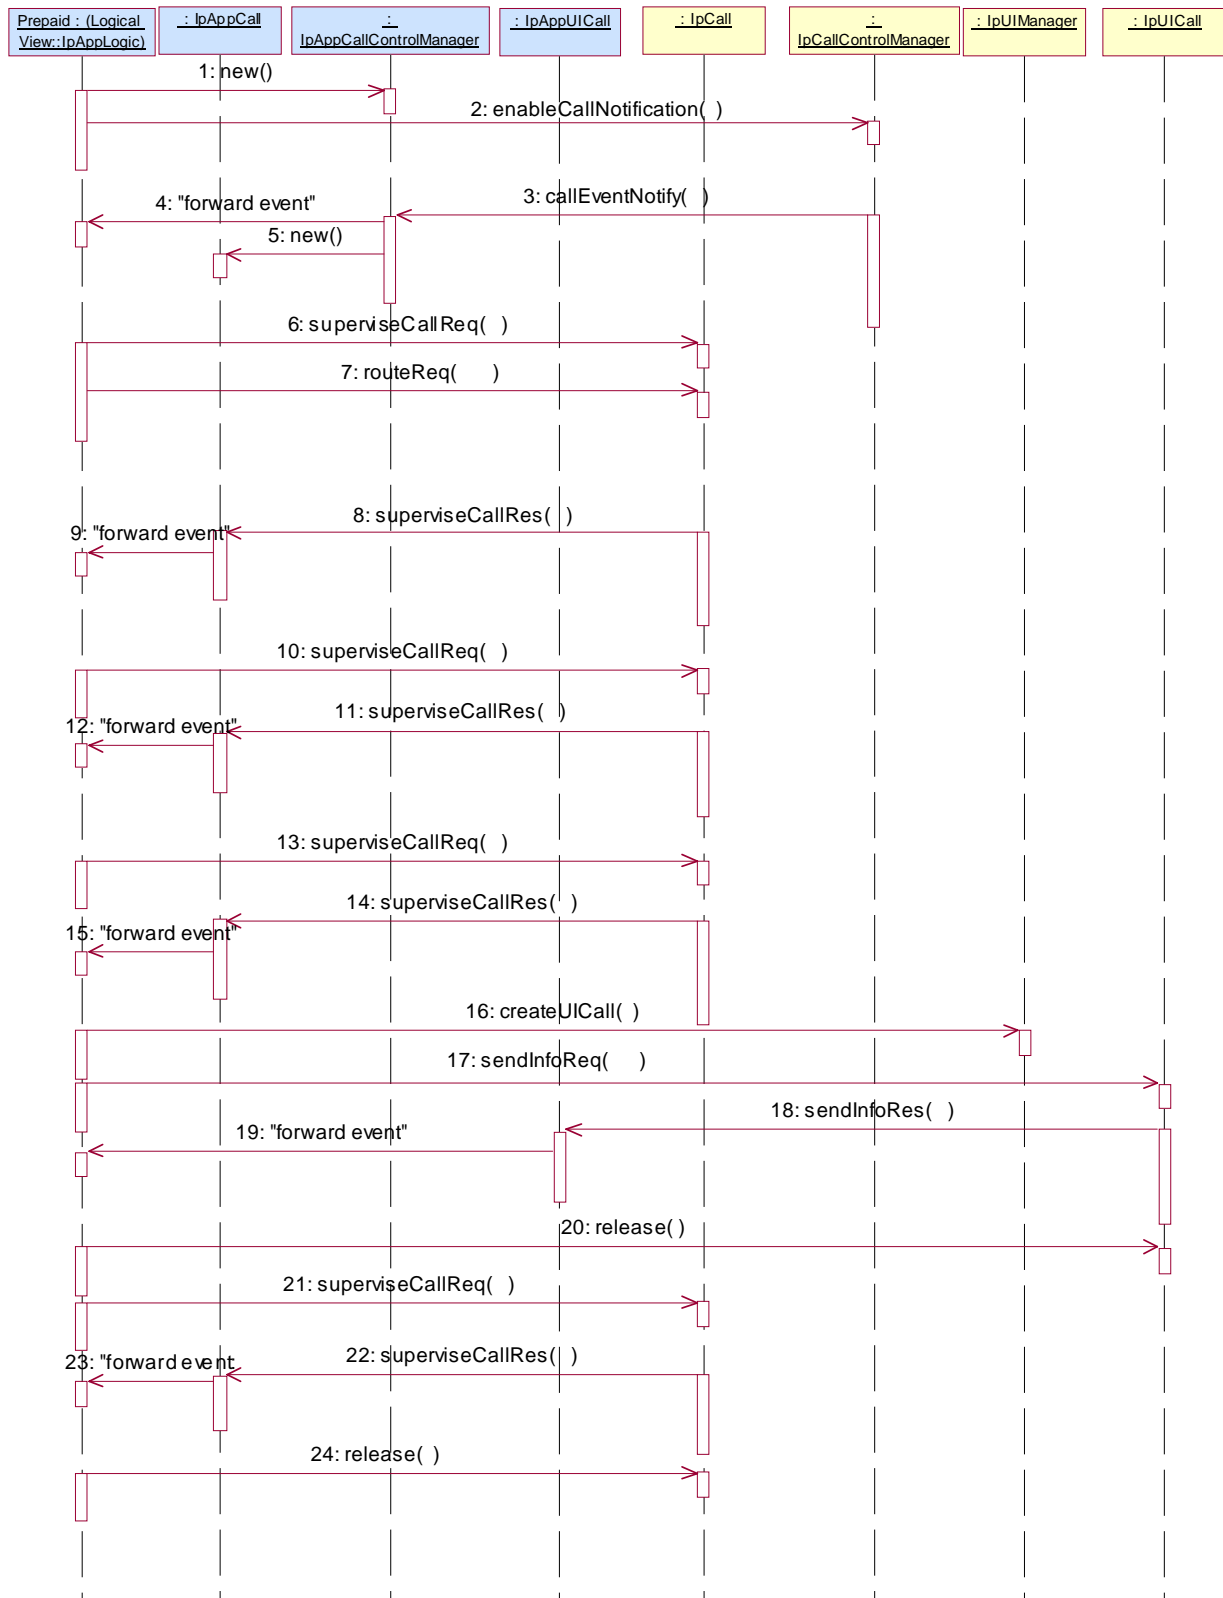 Prepaid : (Logical
View::IpAppLogic)
: IpAppCall
:
IpAppCallControlManager
: IpAppUICall
: IpCall
:
IpCallControlManager
: IpUIManager
: IpUICall
1: new()
2: enableCallNotification( )
3: callEventNotify( )
4: "forward event"
5: new()
6: superviseCallReq( )
7: routeReq( )
8: superviseCallRes( )
9: "forward event"
10: superviseCallReq( )
11: superviseCallRes( )
12: "forward event"
13: superviseCallReq( )
14: superviseCallRes( )
15: "forward event"
16: createUICall( )
17: sendInfoReq( )
18: sendInfoRes( )
19: "forward event"
20: release( )
21: superviseCallReq( )
22: superviseCallRes( )
23: "forward event
24: release( )